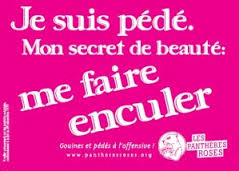 Je suis pédé.
Mon secret de beauté:
me faire
enculer
Gouines et pédés à l'offensive !
www.pantheresroses.org
LES
PANTHÈRES
ROSES